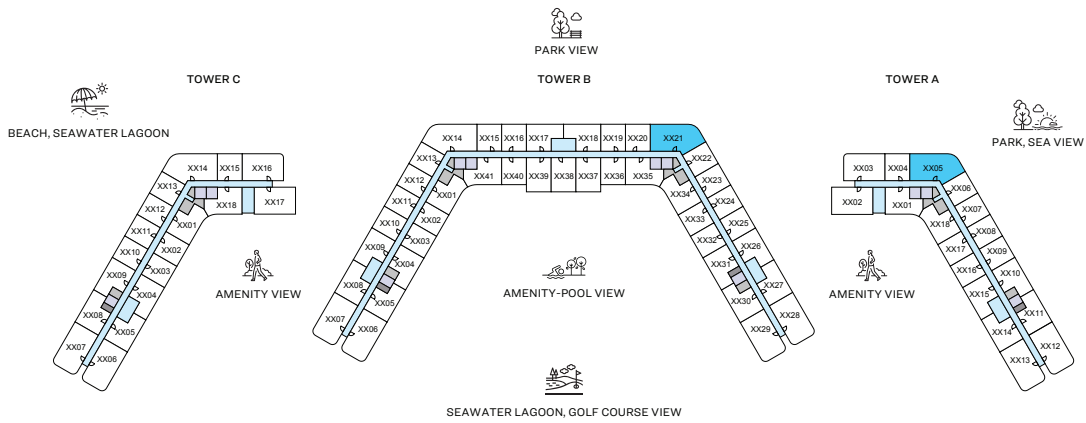 PARK VIEW
TOWER C
TOWER B
TOWER A
BEACH, SEAWATER LAGOON
PARK, SEA VIEW
XX14
XX15
XX16
XX13
XX12
XX11
XX10
XX09
XX08
XX07
XX01
XX18
XX17
XX02
XX03
XX04
XX05
XX06
AMENITY VIEW
XX14
XX15
XX16
XX17
XX18
XX19
XX20
XX21
XX13
XX12
XX11
XX10
XX09
XX08
XX07
XX41
XX40
XX39
XX38
XX37
XX36
XX35
XX01
XX02
XX03
XX04
XX05
XX06
XX22
XX23
XX24
XX25
XX26
XX27
XX28
XX34
XX33
XX32
XX31
XX30
XX29
AMENITY-POOL VIEW
XX03
XX04
XX05
XX02
XX01
XX06
XX07
XX08
XX09
XX10
XX11
XX12
XX18
XX17
XX16
XX15
XX14
XX13
AMENITY VIEW
SEAWATER LAGOON, GOLF COURSE VIEW